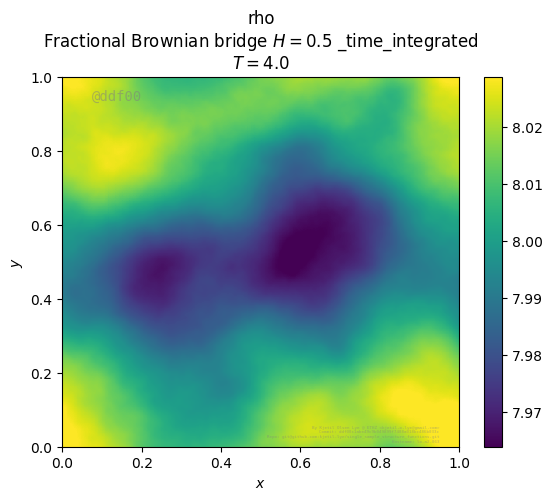 rho
Fractional Brownian bridge H = 0.5 _time_integrated
T = 4.0
@ddf00
1.0
0.8
0.6
0.4
0.2
0.0
y
0.0 0.2 0.4 0.6 0.8 1.0
x
8.02
8.01
8.00
7.99
7.98
7.97